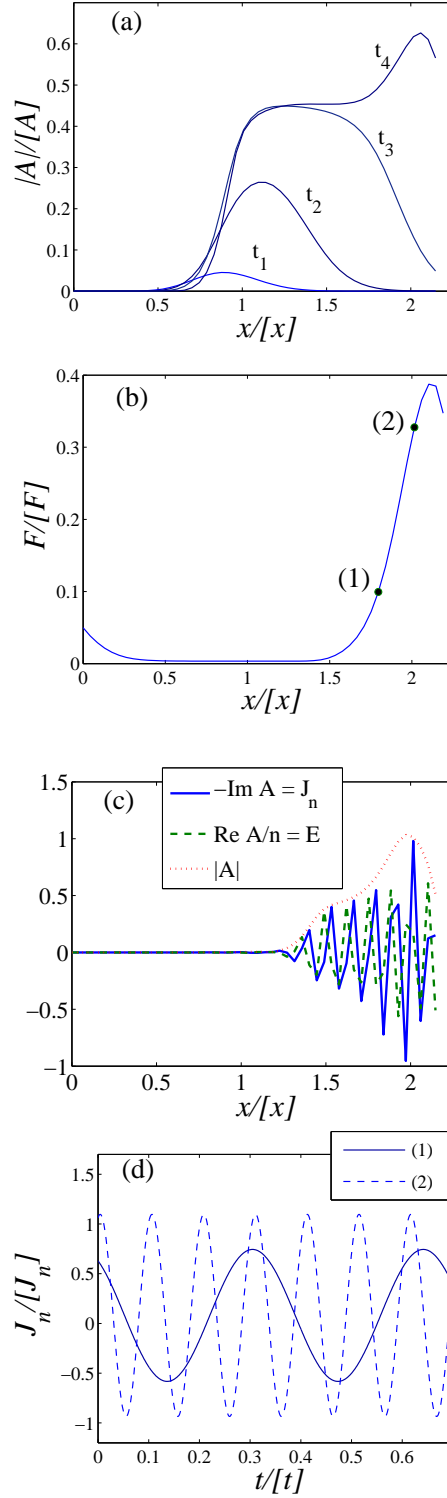 (a)
|A|/[A]
0.6
0.5
0.4
0.3
0.2
0.1
0
t1
t2
t3
t4
0 0.5 1 1.5 2
x/[x]
(b)
F/[F]
0.4
0.3
0.2
0.1
0
(1)
(2)
0 0.5 1 1.5 2
x/[x]
(c)
1.5
1
0.5
0
−0.5
−1
−Im A = Jn
Re A/n = E
|A|
0 0.5 1 1.5 2
x/[x]
(d)
Jn/[Jn]
1.5
1
0.5
0
−0.5
−1
(1)
(2)
0 0.1 0.2 0.3 0.4 0.5 0.6
t/[t]